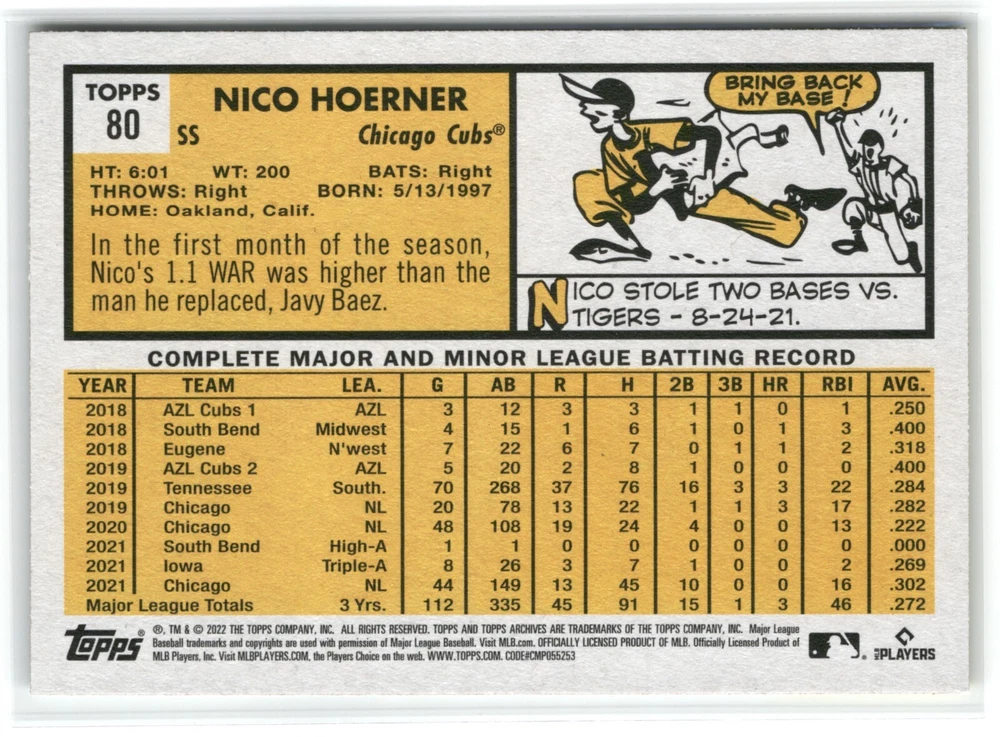 TOPPS
80
SS
NICO HOERNER
Chicago Cubs®
HT: 6:01 WT: 200 BATS: Right
THROWS: Right BORN: 5/13/1997
HOME: Oakland, Calif.
In the first month of the season,
Nico's 1.1 WAR was higher than the
man he replaced, Javy Baez.
BRING BACK
MY BASE!
NICO STOLE TWO BASES VS.
TIGERS - 8-24-21.
COMPLETE MAJOR AND MINOR LEAGUE BATTING RECORD
YEAR TEAM LEA. G AB R H 2B 3B HR RBI AVG.
2018 AZL Cubs 1 AZL 3 12 3 3 1 1 0 1 .250
2018 South Bend Midwest 4 15 1 6 1 0 1 3 .400
2018 Eugene N'west 7 22 6 7 0 1 1 2 .318
2019 AZL Cubs 2 AZL 5 20 2 8 1 0 0 0 .400
2019 Tennessee South. 70 268 37 76 16 3 3 22 .284
2019 Chicago NL 20 78 13 22 1 1 3 17 .282
2020 Chicago NL 48 108 19 24 4 0 0 13 .222
2021 South Bend High-A 1 1 0 0 0 0 0 0 .000
2021 Iowa Triple-A 8 26 3 7 1 0 0 2 .269
2021 Chicago NL 44 149 13 45 10 0 0 16 .302
Major League Totals 3 Yrs. 112 335 45 91 15 1 3 46 .272
Topps®
®, TM & © 2022 THE TOPPS COMPANY, INC. ALL RIGHTS RESERVED. TOPPS AND TOPPS ARCHIVES ARE TRADEMARKS OF THE TOPPS COMPANY, INC. Major League
Baseball trademarks and copyrights are used with permission of Major League Baseball. Visit MLB.com. OFFICIALLY LICENSED PRODUCT OF MLB. Officially Licensed Product of
MLB Players, Inc. Visit MLBPLAYERS.COM, the Players Choice on the web. WWW.TOPPS.COM. CODE#CMP055253
MLB PLAYERS